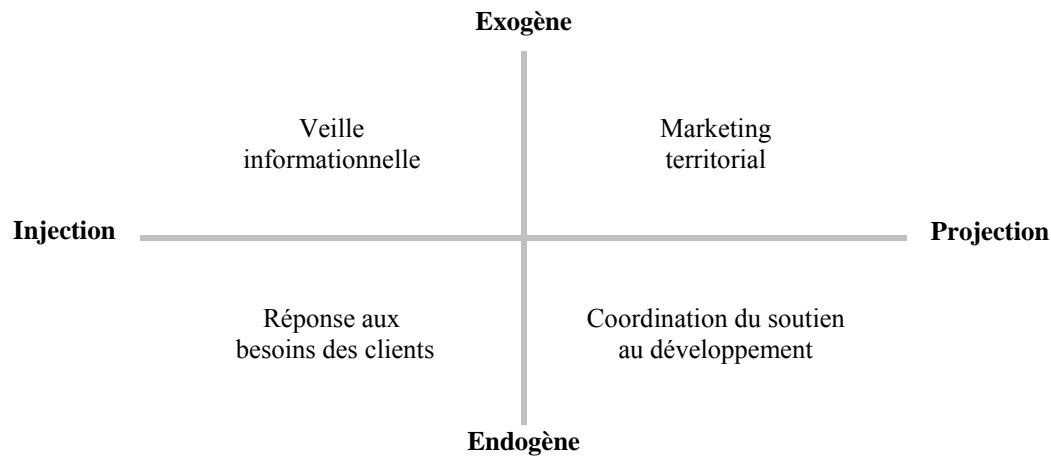 Exogène
Veille
informationnelle
Marketing
territorial
Injection
Projection
Réponse aux
besoins des clients
Coordination du soutien
au développement
Endogène